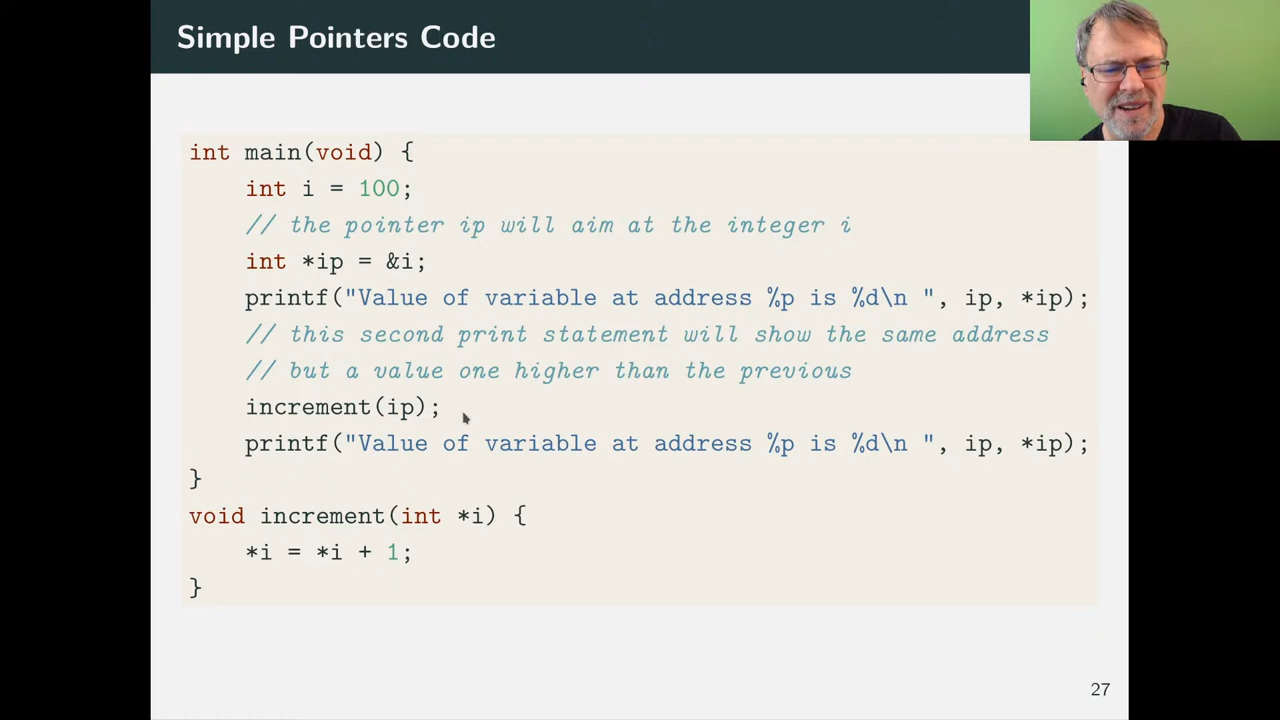 Simple Pointers Code
int main(void) {
    int i = 100;
    // the pointer ip will aim at the integer i
    int *ip = &i;
    printf("Value of variable at address %p is %d\n ", ip, *ip);
    // this second print statement will show the same address
    // but a value one higher than the previous
    increment(ip);
    printf("Value of variable at address %p is %d\n ", ip, *ip);
}
void increment(int *i) {
    *i = *i + 1;
}
27